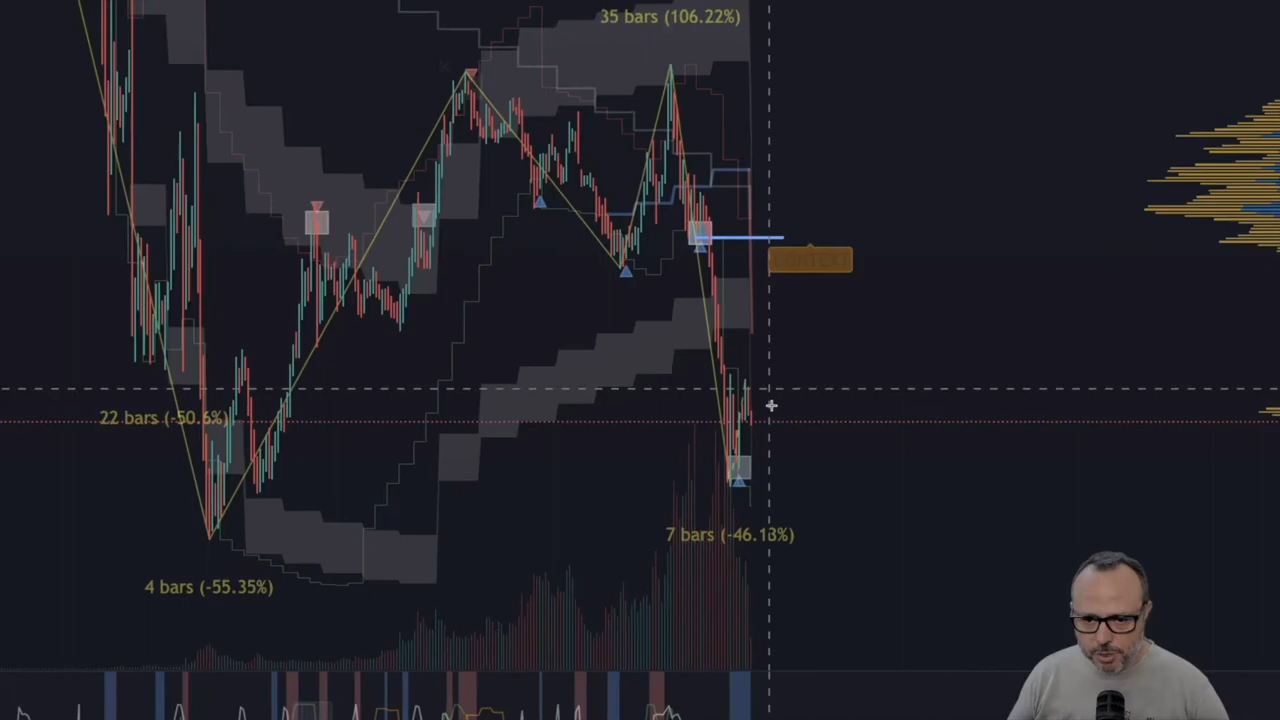 35 bars (106.22%)
22 bars (-50.6%)
7 bars (-46.13%)
4 bars (-55.35%)